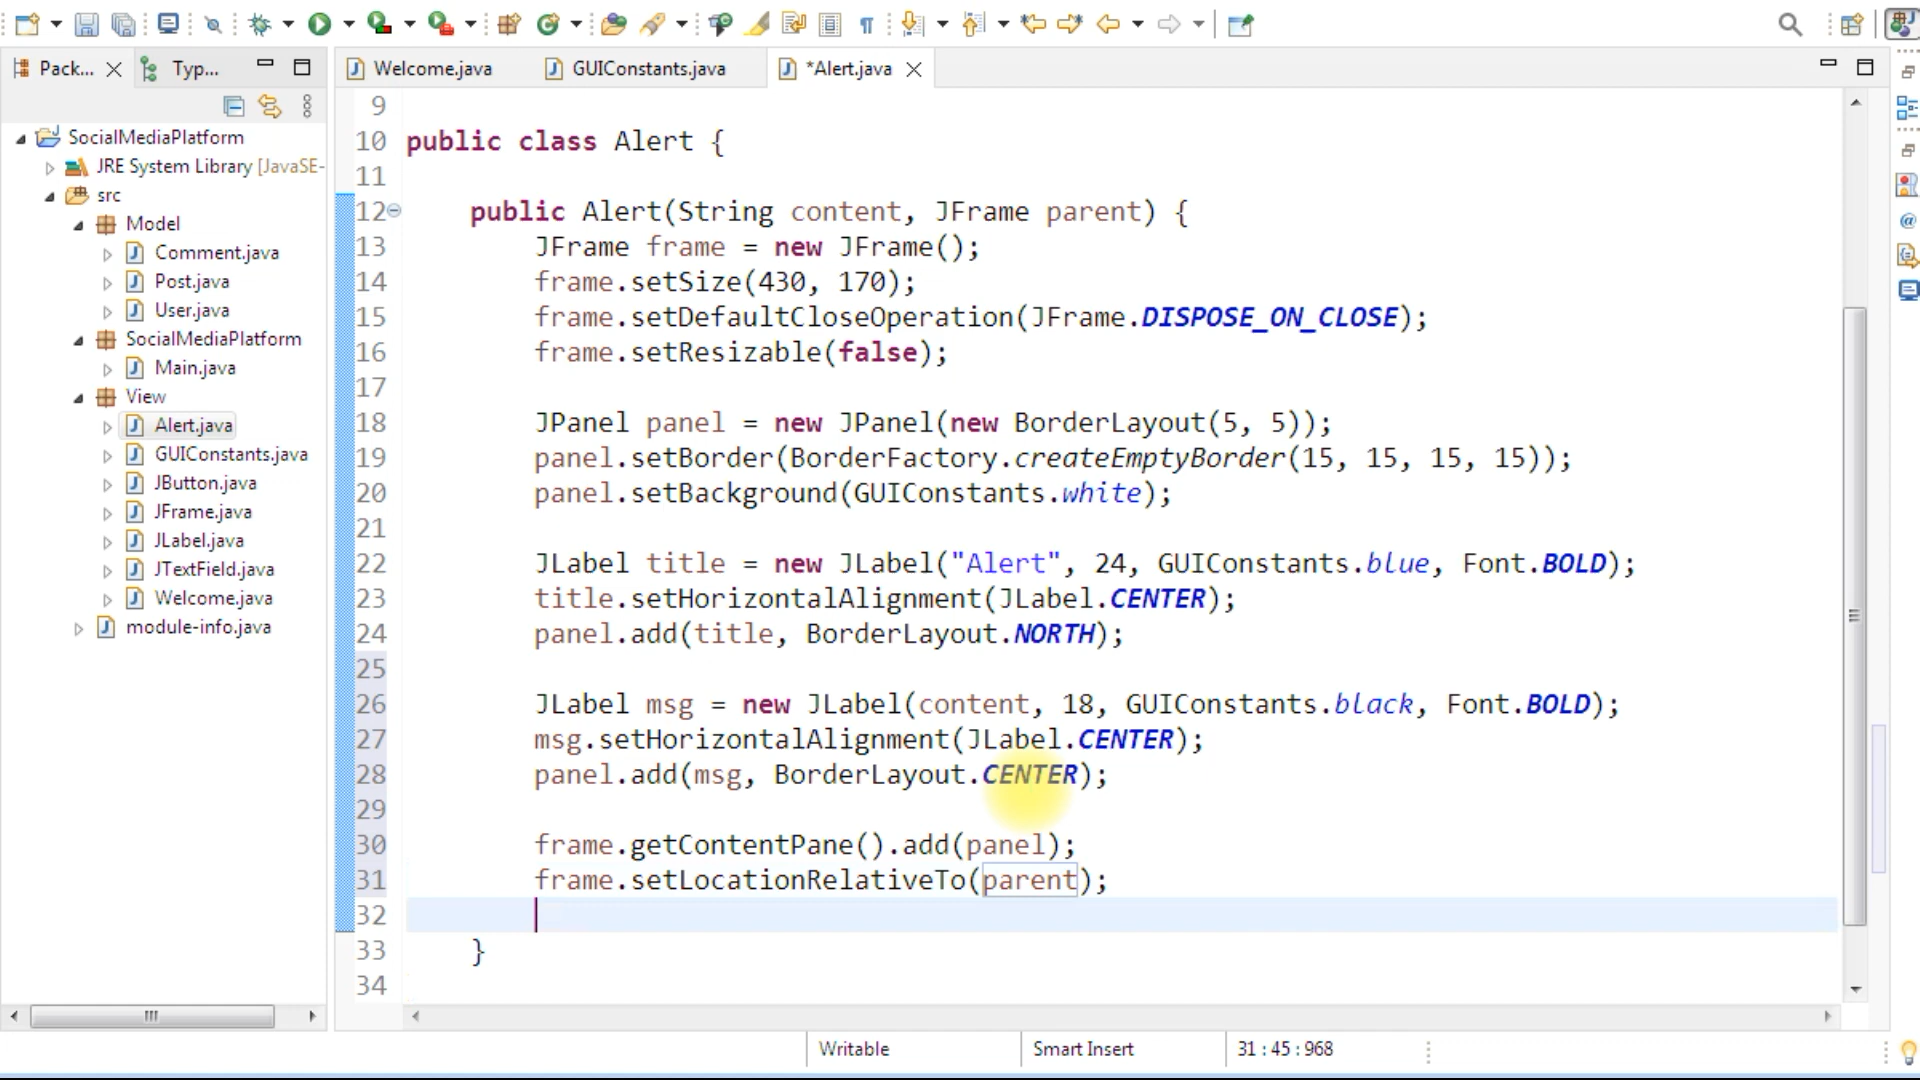 Pack...
Typ...
Welcome.java
GUIConstants.java
*Alert.java
SocialMediaPlatform
JRE System Library [JavaSE-
src
Model
Comment.java
Post.java
User.java
SocialMediaPlatform
Main.java
View
Alert.java
GUIConstants.java
JButton.java
JFrame.java
JLabel.java
JTextField.java
Welcome.java
module-info.java
9
10 public class Alert {
11
12 public Alert(String content, JFrame parent) {
13 JFrame frame = new JFrame();
14 frame.setSize(430, 170);
15 frame.setDefaultCloseOperation(JFrame.DISPOSE_ON_CLOSE);
16 frame.setResizable(false);
17
18 JPanel panel = new JPanel(new BorderLayout(5, 5));
19 panel.setBorder(BorderFactory.createEmptyBorder(15, 15, 15, 15));
20 panel.setBackground(GUIConstants.white);
21
22 JLabel title = new JLabel("Alert", 24, GUIConstants.blue, Font.BOLD);
23 title.setHorizontalAlignment(JLabel.CENTER);
24 panel.add(title, BorderLayout.NORTH);
25
26 JLabel msg = new JLabel(content, 18, GUIConstants.black, Font.BOLD);
27 msg.setHorizontalAlignment(JLabel.CENTER);
28 panel.add(msg, BorderLayout.CENTER);
29
30 frame.getContentPane().add(panel);
31 frame.setLocationRelativeTo(parent);
32
33 }
34
Writable
Smart Insert
31 : 45 : 968